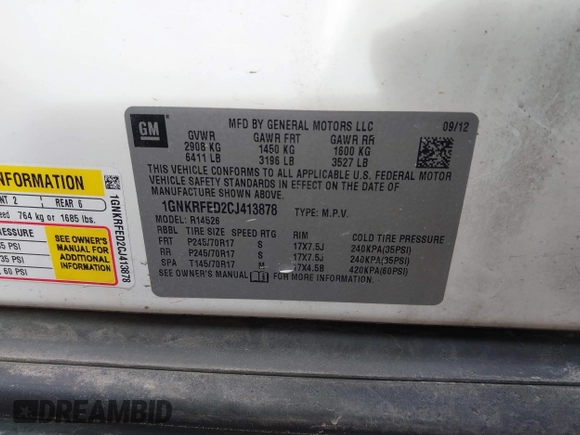 GM
MFD BY GENERAL MOTORS LLC
09/12
GVWR GAWR FRT GAWR RR
2908 KG 1450 KG 1600 KG
6411 LB 3196 LB 3527 LB
THIS VEHICLE CONFORMS TO ALL APPLICABLE U.S. FEDERAL MOTOR
VEHICLE SAFETY STANDARDS IN EFFECT ON THE DATE OF
MANUFACTURE SHOWN ABOVE.
1GNKRFED2CJ413878 TYPE: M.P.V.
MODEL: R14526
RBBL TIRE SIZE SPEED RTG RIM COLD TIRE PRESSURE
FRT P245/70R17 S 17X7.5J 240KPA(35PSI)
RR P245/70R17 S 17X7.5J 240KPA(35PSI)
SPA T145/70R17 M 17X4.5B 420KPA(60PSI)
SEE OWNER'S MANUAL FOR MORE INFORMATION.
INFORMATION
2 REAR 6
exceed 764 kg or 1685 lbs.
SEE OWNER'S
MANUAL FOR
ADDITIONAL
INFORMATION
35 PSI
60 PSI
1GNKRFED2CJ413878
DREAMBID